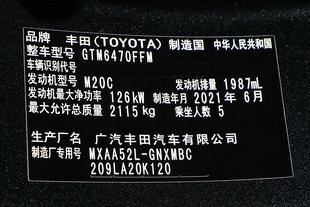 品牌 丰田(TOYOTA) 制造国 中华人民共和国
整车型号 GTM6470FFM
车辆识别代号
发动机型号 M20C 发动机排量 1987mL
发动机最大净功率 126kW 制造年月 2021年6月
最大允许总质量 2115kg 乘坐人数 5
生产厂名 广汽丰田汽车有限公司
制造厂专用号 MXAA52L-GNXMBC
209LA20K120